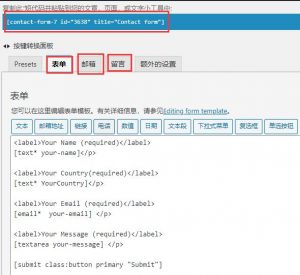 复制此短代码并粘贴到您的文章、页面、或文字小工具中:
[contact-form-7 id="3638" title="Contact form"]
按键转换面板
Presets 表单 邮箱 留言 额外的设置
表单
您可以在这里编辑表单模板。有关详细信息, 请参见Editing form template.
文本 邮箱地址 链接 电话 数值 日期 文本段 下拉式菜单 复选框 单选按钮
<label>Your Name (required)</label>
[text* your-name]</p>
<label>Your Country(required)</label>
[text* YourCountry]</p>
<label>Your Email (required)</label>
[email*  your-email] </p>
<label>Your Message (required)</label>
[textarea your-message] </p>
[submit class:button primary "Submit"]